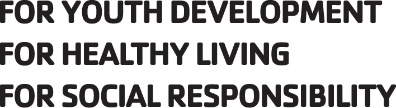 FOR YOUTH DEVELOPMENT
FOR HEALTHY LIVING
FOR SOCIAL RESPONSIBILITY